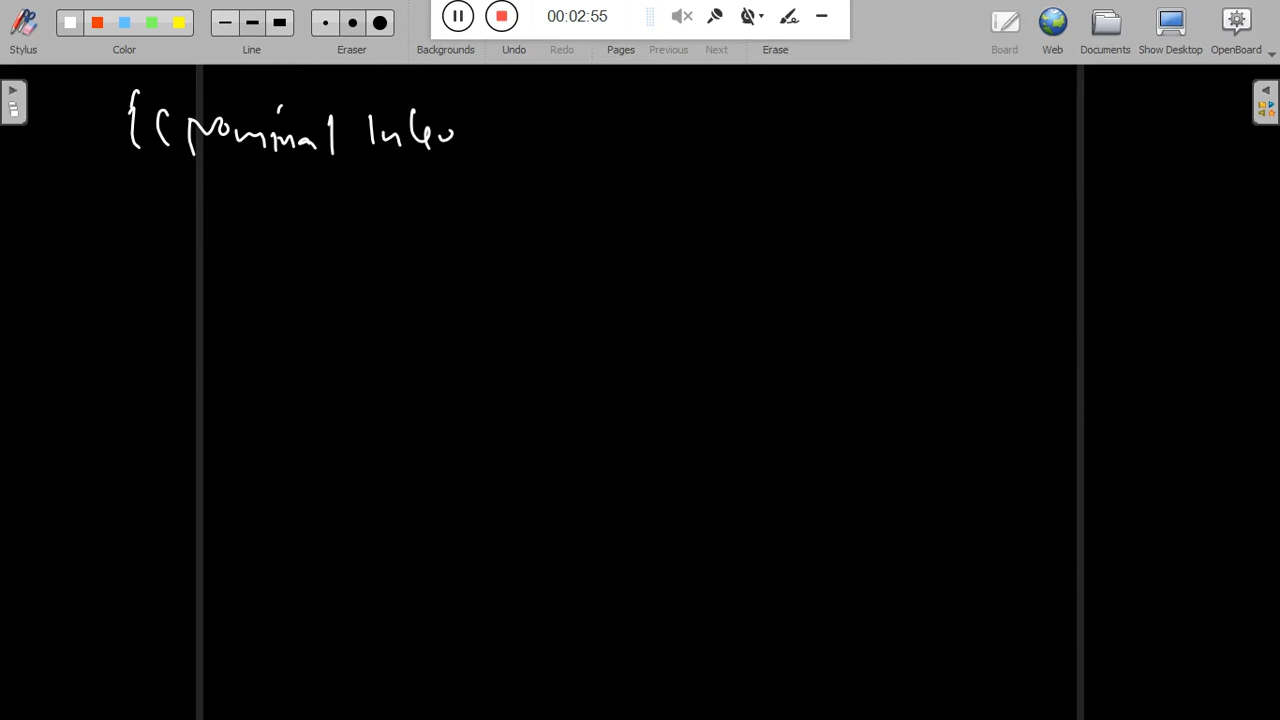 00:02:55
Stylus Color Line Eraser Backgrounds Undo Redo Pages Previous Next Erase Board Web Documents Show Desktop OpenBoard
{( Nominal